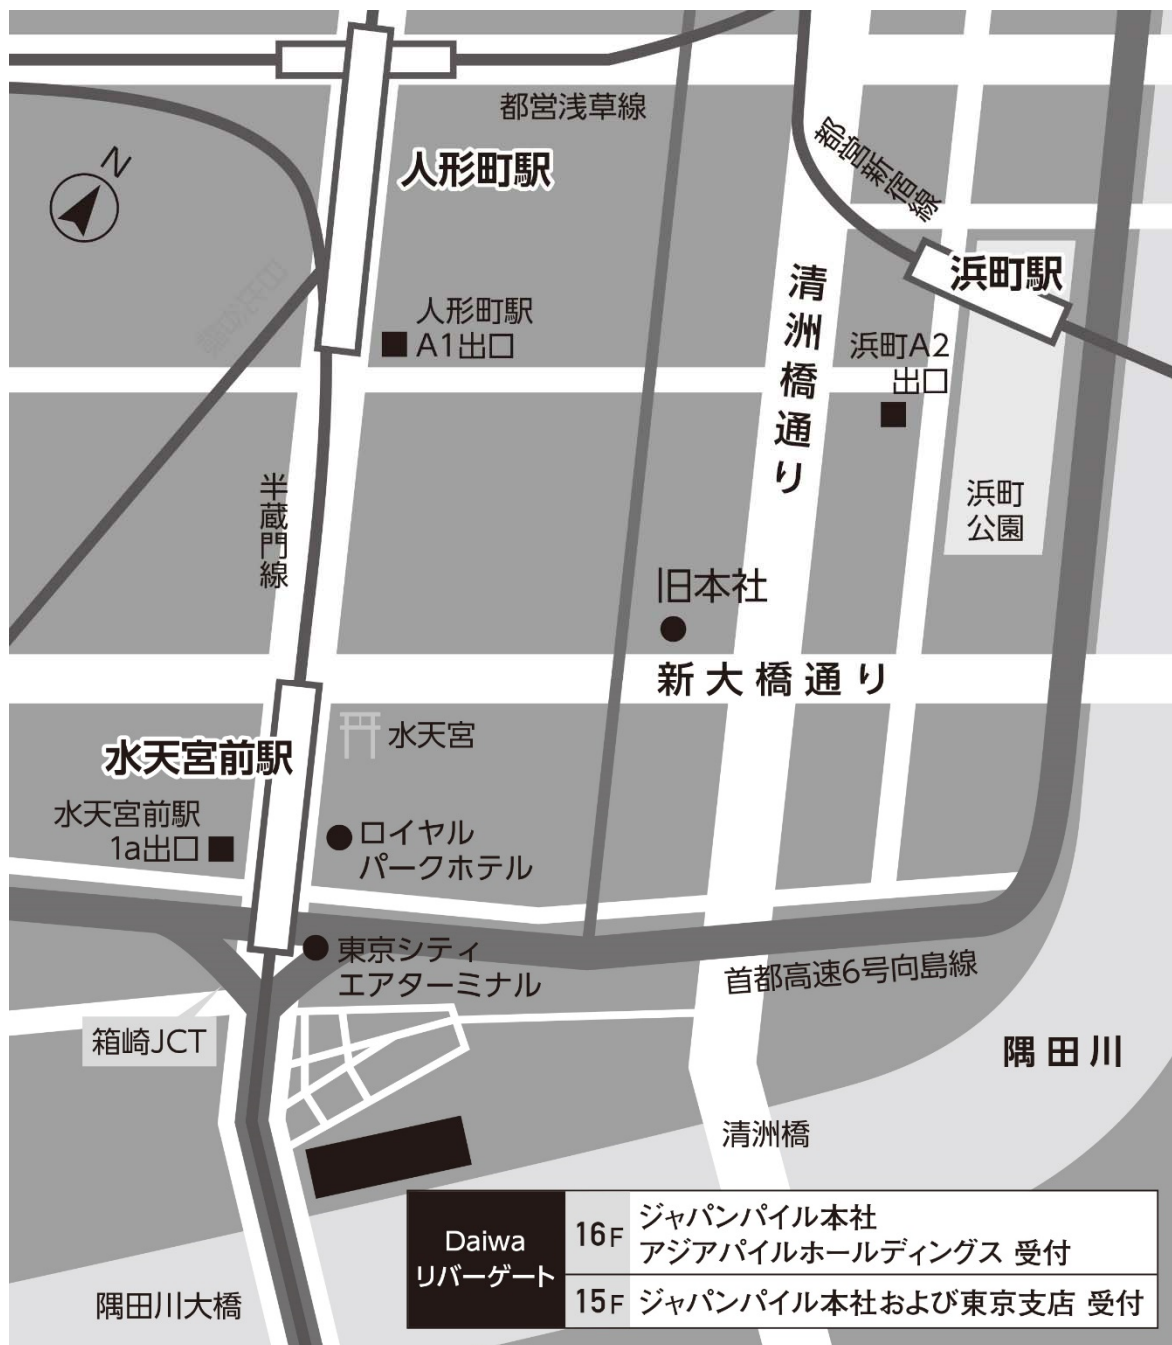 都営浅草線
N
人形町駅
都営新宿線
浜町駅
清洲橋通り
人形町駅
A1出口
浜町A2
出口
半蔵門線
浜町
公園
旧本社
新大橋通り
水天宮
水天宮前駅
水天宮前駅
1a出口
ロイヤル
パークホテル
東京シティ
エアターミナル
首都高速6号向島線
箱崎JCT
隅田川
清洲橋
隅田川大橋
Daiwa
リバーゲート
16F
ジャパンパイル本社
アジアパイルホールディングス 受付
15F
ジャパンパイル本社および東京支店 受付